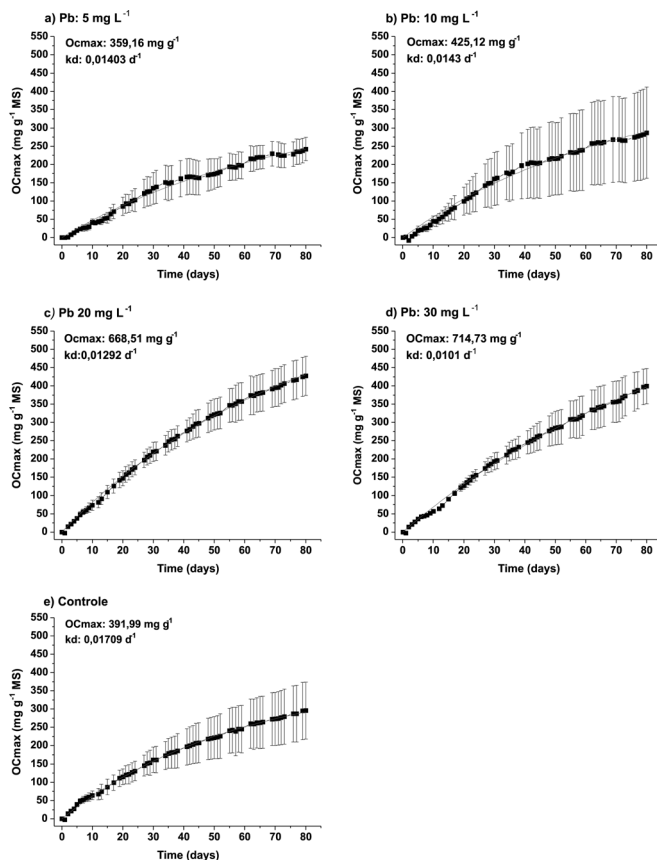 a) Pb: 5 mg L⁻¹
Ocmax: 359,16 mg g⁻¹
kd: 0,01403 d⁻¹
OCmax (mg g⁻¹ MS)
550
500
450
400
350
300
250
200
150
100
50
0
0 10 20 30 40 50 60 70 80
Time (days)
b) Pb: 10 mg L⁻¹
Ocmax: 425,12 mg g⁻¹
kd: 0,0143 d⁻¹
OCmax (mg g⁻¹ MS)
550
500
450
400
350
300
250
200
150
100
50
0
0 10 20 30 40 50 60 70 80
Time (days)
c) Pb 20 mg L⁻¹
Ocmax: 668,51 mg g⁻¹
kd:0,01292 d⁻¹
OCmax (mg g⁻¹ MS)
550
500
450
400
350
300
250
200
150
100
50
0
0 10 20 30 40 50 60 70 80
Time (days)
d) Pb: 30 mg L⁻¹
OCmax: 714,73 mg g⁻¹
kd: 0,0101 d⁻¹
OCmax (mg g⁻¹ MS)
550
500
450
400
350
300
250
200
150
100
50
0
0 10 20 30 40 50 60 70 80
Time (days)
e) Controle
OCmax: 391,99 mg g¹
kd: 0,01709 d¹
OCmax (mg g⁻¹ MS)
550
500
450
400
350
300
250
200
150
100
50
0
0 10 20 30 40 50 60 70 80
Time (days)